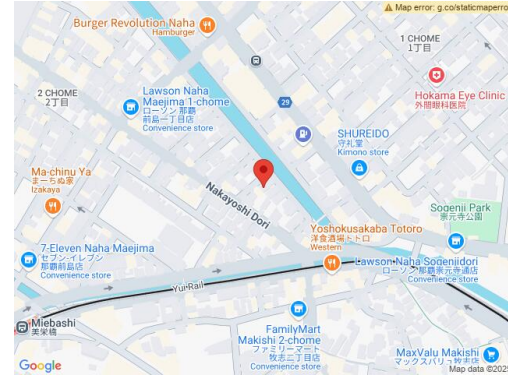 Map error: g.co/staticmaperro
Burger Revolution Naha
Hamburger
1 CHOME
1丁目
Hokama Eye Clinic
外間眼科医院
2 CHOME
2丁目
Lawson Naha
Maejima 1-chome
ローソン 那覇
前島一丁目店
Convenience store
29
SHUREIDO
守礼堂
Kimono store
Ma-chinu Ya
まーちぬ家
Izakaya
Nakayoshi Dori
Sogenji Park
崇元寺公園
Yoshokusakaba Totoro
洋食酒場トトロ
Western
7-Eleven Naha Maejima
セブン-イレブン
那覇前島店
Convenience store
Lawson Naha Sogenjidori
ローソン 那覇崇元寺通店
Convenience store
Yui Rail
Miebashi
美栄橋
FamilyMart
Makishi 2-chome
ファミリーマート
牧志二丁目店
Convenience store
MaxValu Makishi
マックスバリュ牧志店
Google
Map data ©2025